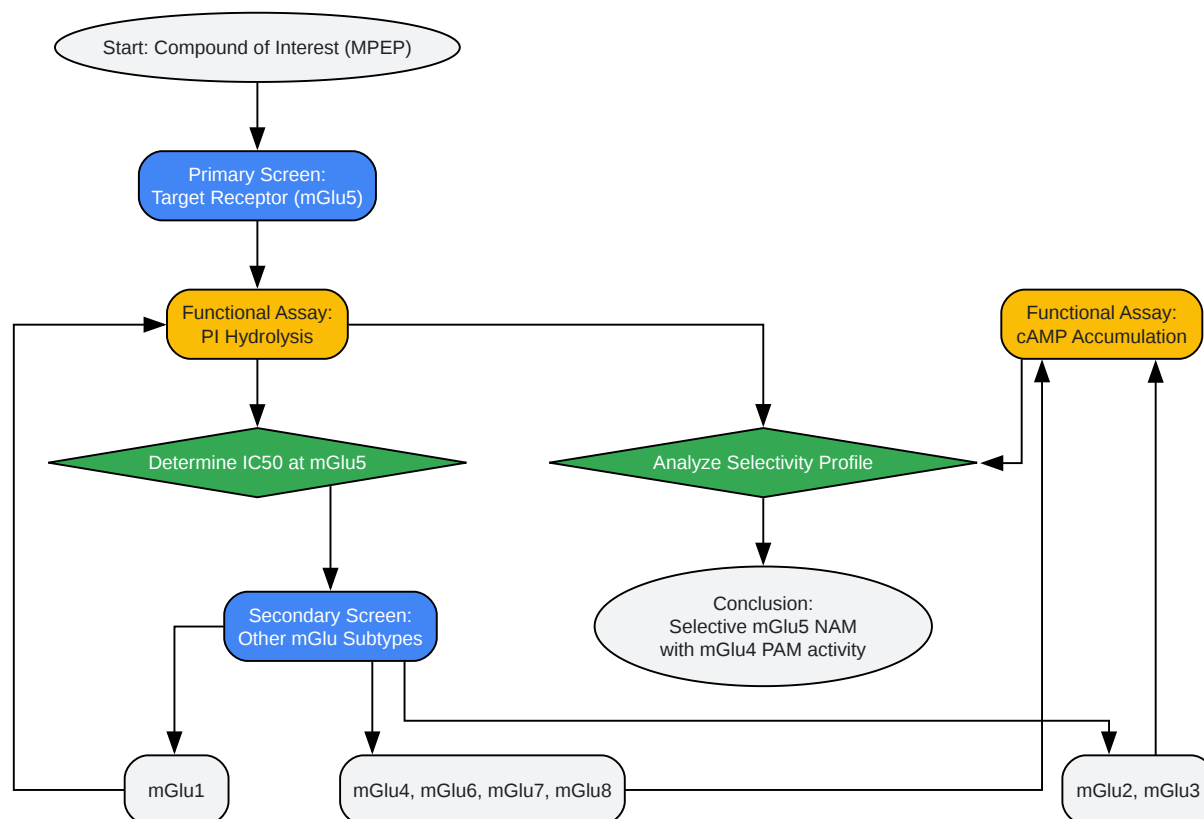 Start: Compound of Interest (MPEP)
Primary Screen:
Target Receptor (mGlu5)
Functional Assay:
PI Hydrolysis
Functional Assay:
cAMP Accumulation
Determine IC50 at mGlu5
Analyze Selectivity Profile
Secondary Screen:
Other mGlu Subtypes
Conclusion:
Selective mGlu5 NAM
with mGlu4 PAM activity
mGlu1
mGlu4, mGlu6, mGlu7, mGlu8
mGlu2, mGlu3